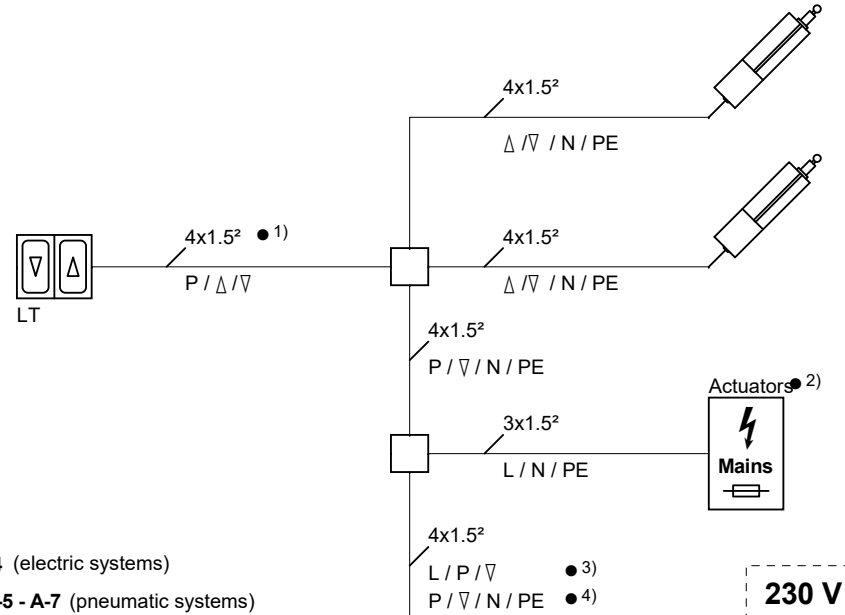 4x1.5²
△ /▽ / N / PE
4x1.5² ● 1)
P / △ /▽
LT
4x1.5²
△ /▽ / N / PE
4x1.5²
P / ▽ / N / PE
Actuators ● 2)
3x1.5²
L / N / PE
Mains
4x1.5²
L / P / ▽ ● 3)
P / ▽ / N / PE ● 4)
(electric systems)
-5 - A-7 (pneumatic systems)
230 V